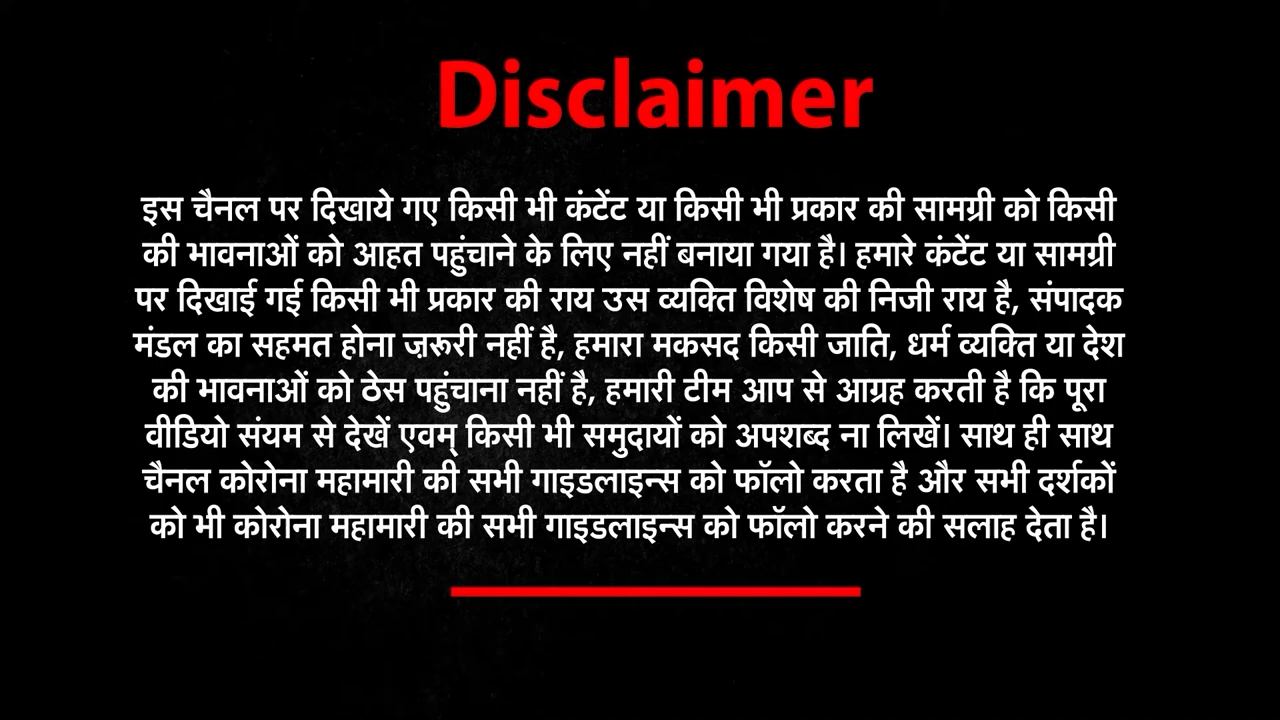 Disclaimer
इस चैनल पर दिखाये गए किसी भी कंटेंट या किसी भी प्रकार की सामग्री को किसी
की भावनाओं को आहत पहुंचाने के लिए नहीं बनाया गया है। हमारे कंटेंट या सामग्री
पर दिखाई गई किसी भी प्रकार की राय उस व्यक्ति विशेष की निजी राय है, संपादक
मंडल का सहमत होना ज़रूरी नहीं है, हमारा मकसद किसी जाति, धर्म व्यक्ति या देश
की भावनाओं को ठेस पहुंचाना नहीं है, हमारी टीम आप से आग्रह करती है कि पूरा
वीडियो संयम से देखें एवम् किसी भी समुदायों को अपशब्द ना लिखें। साथ ही साथ
चैनल कोरोना महामारी की सभी गाइडलाइन्स को फॉलो करता है और सभी दर्शकों
को भी कोरोना महामारी की सभी गाइडलाइन्स को फॉलो करने की सलाह देता है।